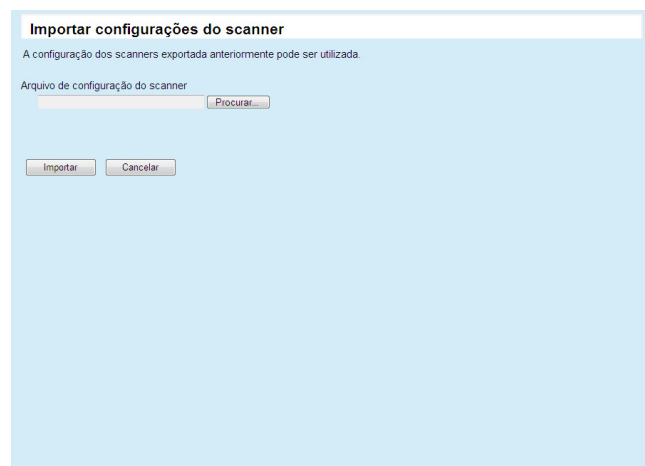 Importar configurações do scanner
A configuração dos scanners exportada anteriormente pode ser utilizada.
Arquivo de configuração do scanner
Procurar...
Importar Cancelar